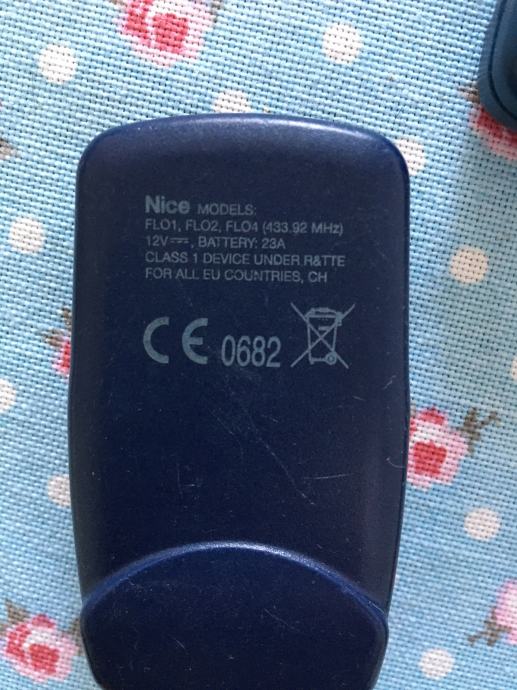 Nice MODELS:
FLO1, FLO2, FLO4 (433.92 MHz)
12V⎓, BATTERY: 23A
CLASS 1 DEVICE UNDER R&TTE
FOR ALL EU COUNTRIES, CH
CE 0682